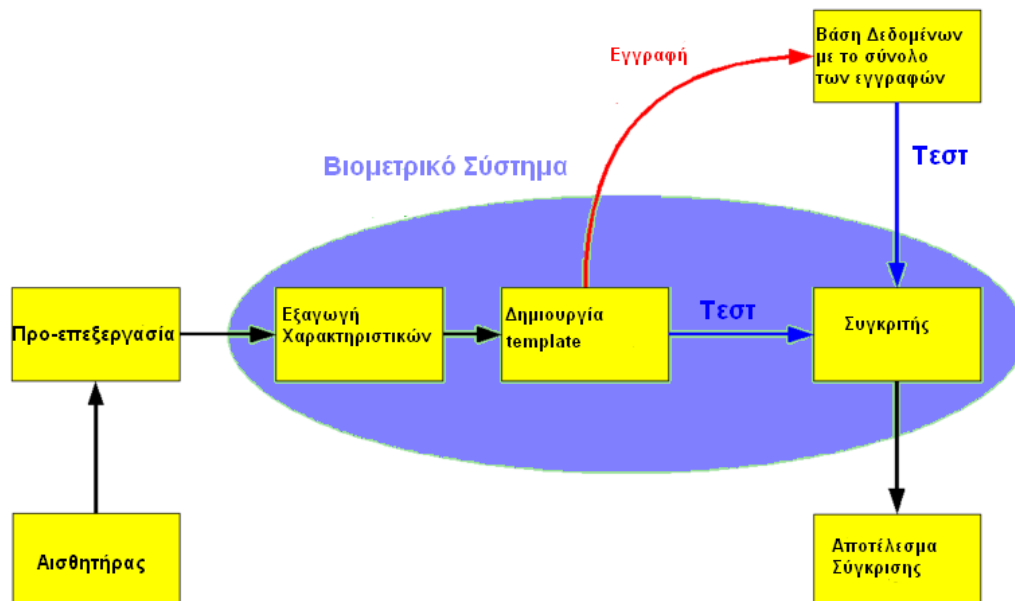 Βάση Δεδομένων
με το σύνολο
των εγγραφών
Εγγραφή
Τεστ
Βιομετρικό Σύστημα
Προ-επεξεργασία
Εξαγωγή
Χαρακτηριστικών
Δημιουργία
template
Τεστ
Συγκριτής
Αισθητήρας
Αποτέλεσμα
Σύγκρισης